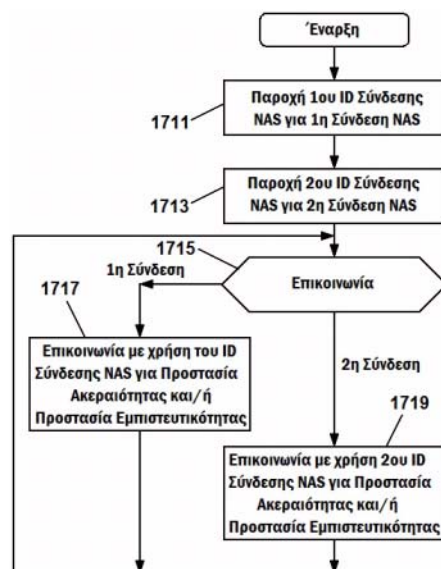 Έναρξη
1711
Παροχή 1ου ID Σύνδεσης
NAS για 1η Σύνδεση NAS
1713
Παροχή 2ου ID Σύνδεσης
NAS για 2η Σύνδεση NAS
1715
Επικοινωνία
1η Σύνδεση
1717
Επικοινωνία με χρήση του ID
Σύνδεσης NAS για Προστασία
Ακεραιότητας και/ή
Προστασία Εμπιστευτικότητας
2η Σύνδεση
1719
Επικοινωνία με χρήση 2ου ID
Σύνδεσης NAS για Προστασία
Ακεραιότητας και/ή
Προστασία Εμπιστευτικότητας